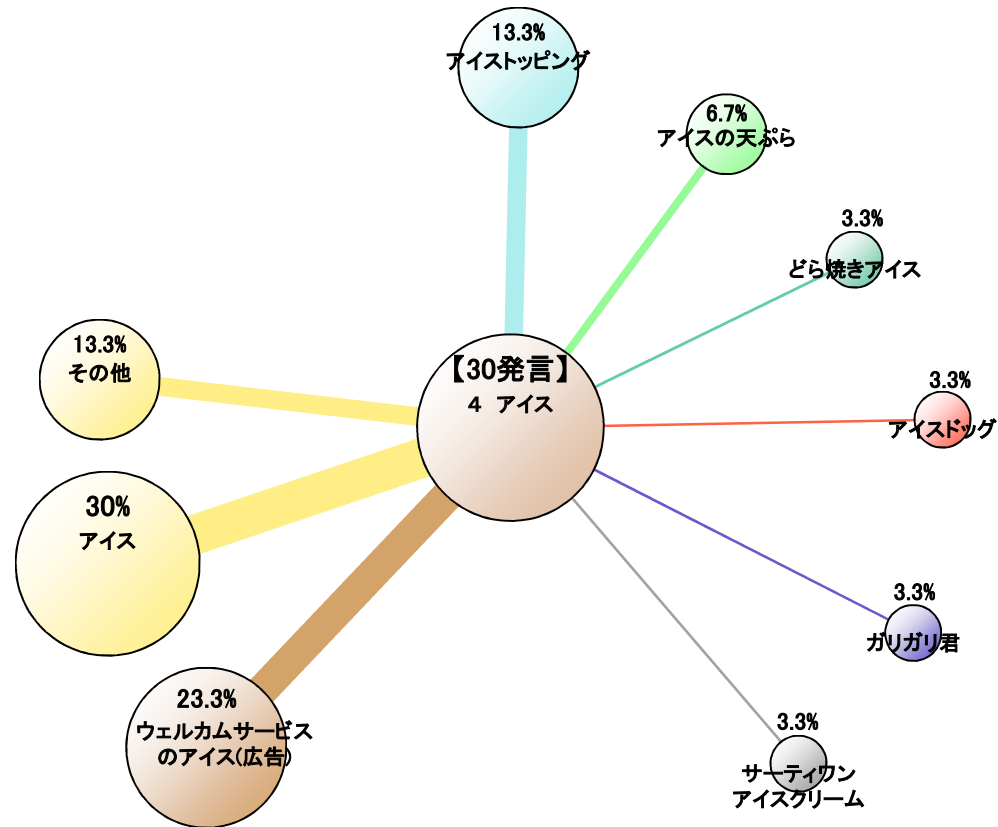 13.3%
アイストッピング
6.7%
アイスの天ぷら
3.3%
どら焼きアイス
3.3%
アイスドッグ
3.3%
ガリガリ君
3.3%
サーティワン
アイスクリーム
23.3%
ウェルカムサービス
のアイス(広告)
30%
アイス
13.3%
その他
【30発言】
4 アイス